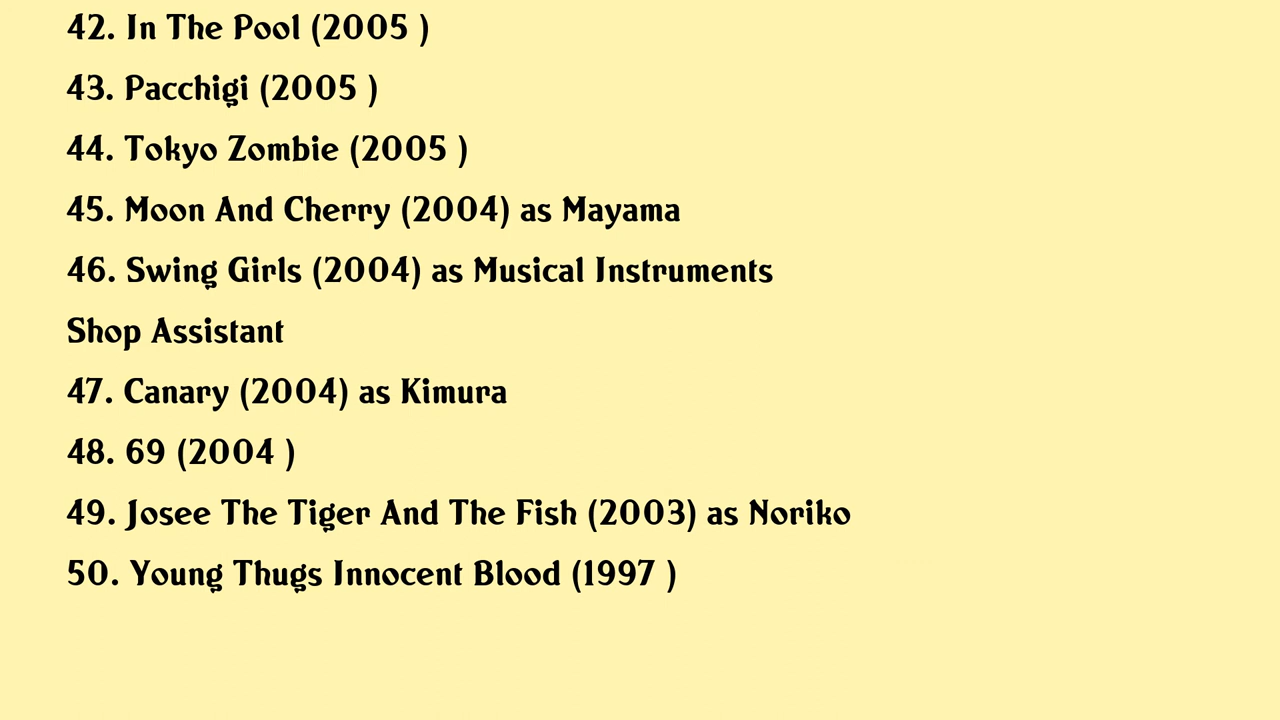 42. In The Pool (2005 )
43. Pacchigi (2005 )
44. Tokyo Zombie (2005 )
45. Moon And Cherry (2004) as Mayama
46. Swing Girls (2004) as Musical Instruments
Shop Assistant
47. Canary (2004) as Kimura
48. 69 (2004 )
49. Josee The Tiger And The Fish (2003) as Noriko
50. Young Thugs Innocent Blood (1997 )